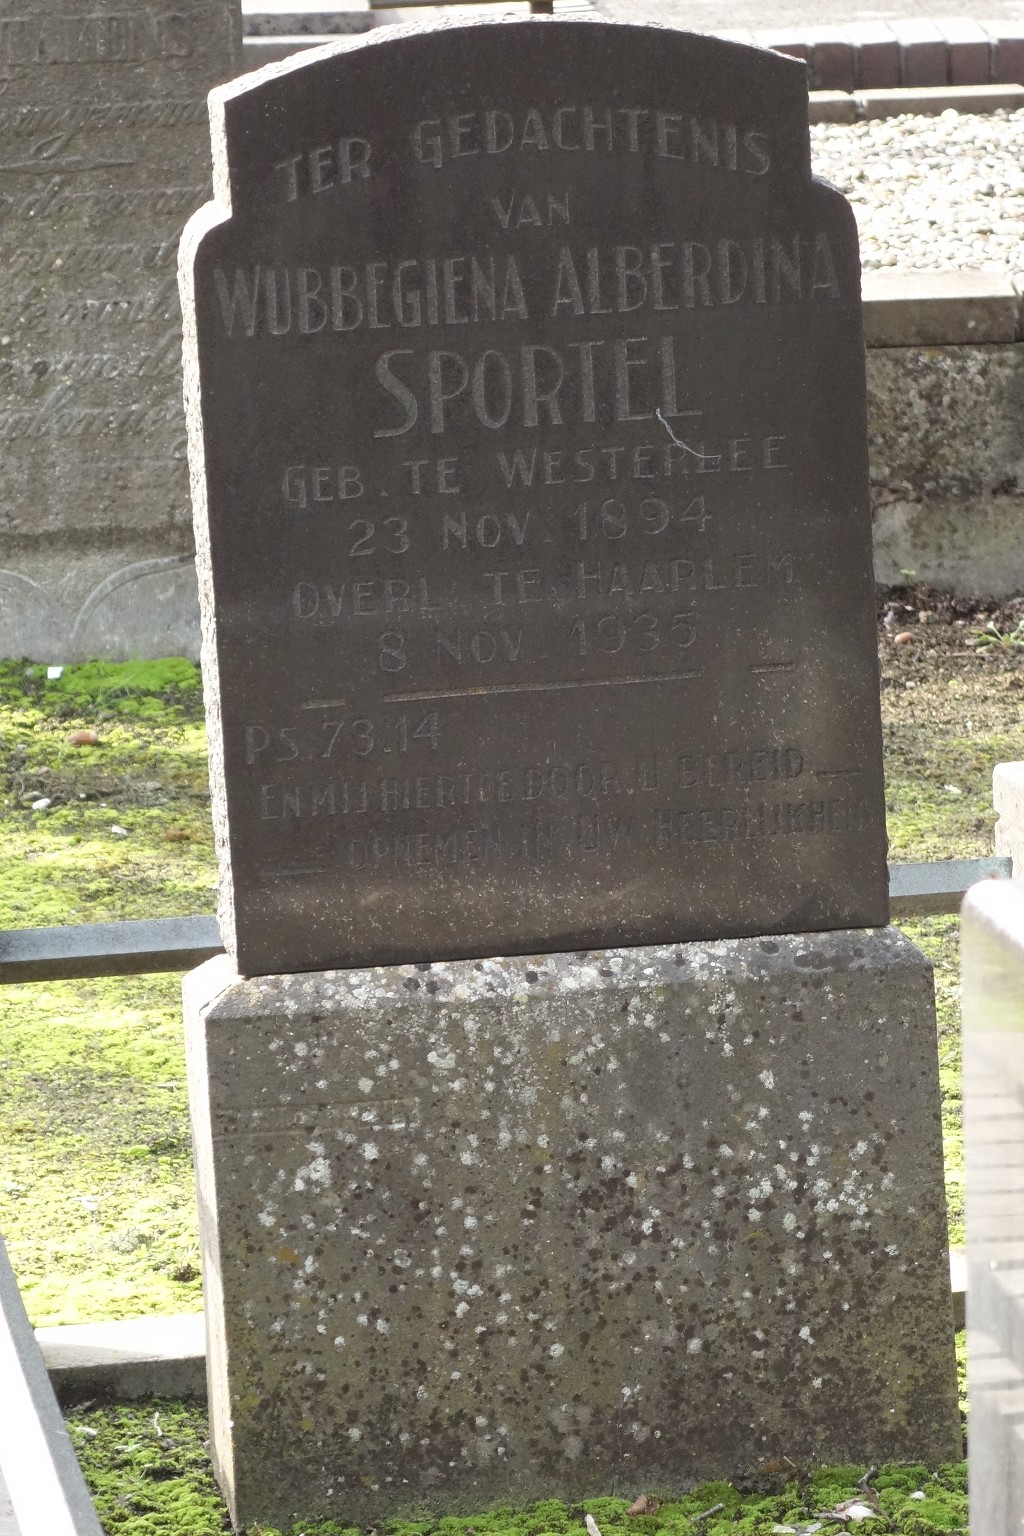 TER GEDACHTENIS
VAN
WUBBEGIENA ALBERDINA
SPORTEL
GEB. TE WESTERLEE
23 NOV. 1894
OVERL. TE HAARLEM
8 NOV. 1935
PS. 73:14
EN MIJ HIERTOE DOOR U BEREID
OPNEMEN IN UW HEERLIJKHEID